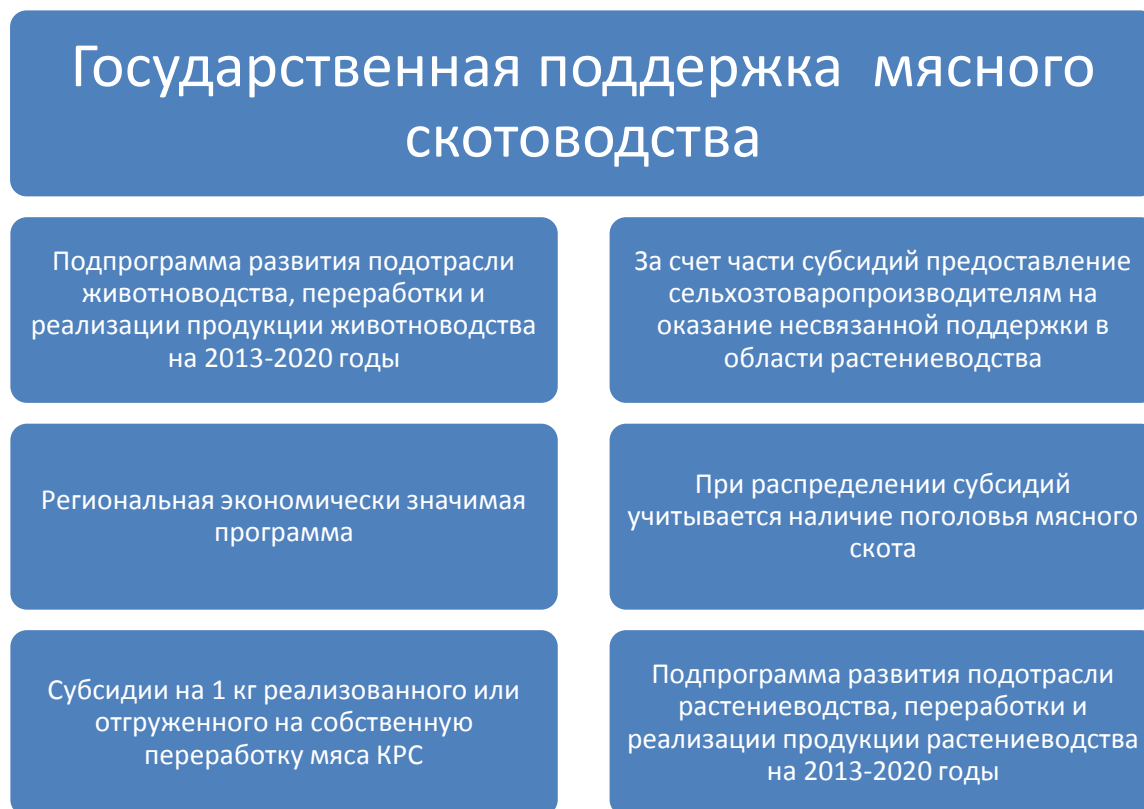 Государственная поддержка мясного
скотоводства
Подпрограмма развития подотрасли
животноводства, переработки и
реализации продукции животноводства
на 2013-2020 годы
За счет части субсидий предоставление
сельхозтоваропроизводителям на
оказание несвязанной поддержки в
области растениеводства
Региональная экономически значимая
программа
При распределении субсидий
учитывается наличие поголовья мясного
скота
Субсидии на 1 кг реализованного или
отгруженного на собственную
переработку мяса КРС
Подпрограмма развития подотрасли
растениеводства, переработки и
реализации продукции растениеводства
на 2013-2020 годы